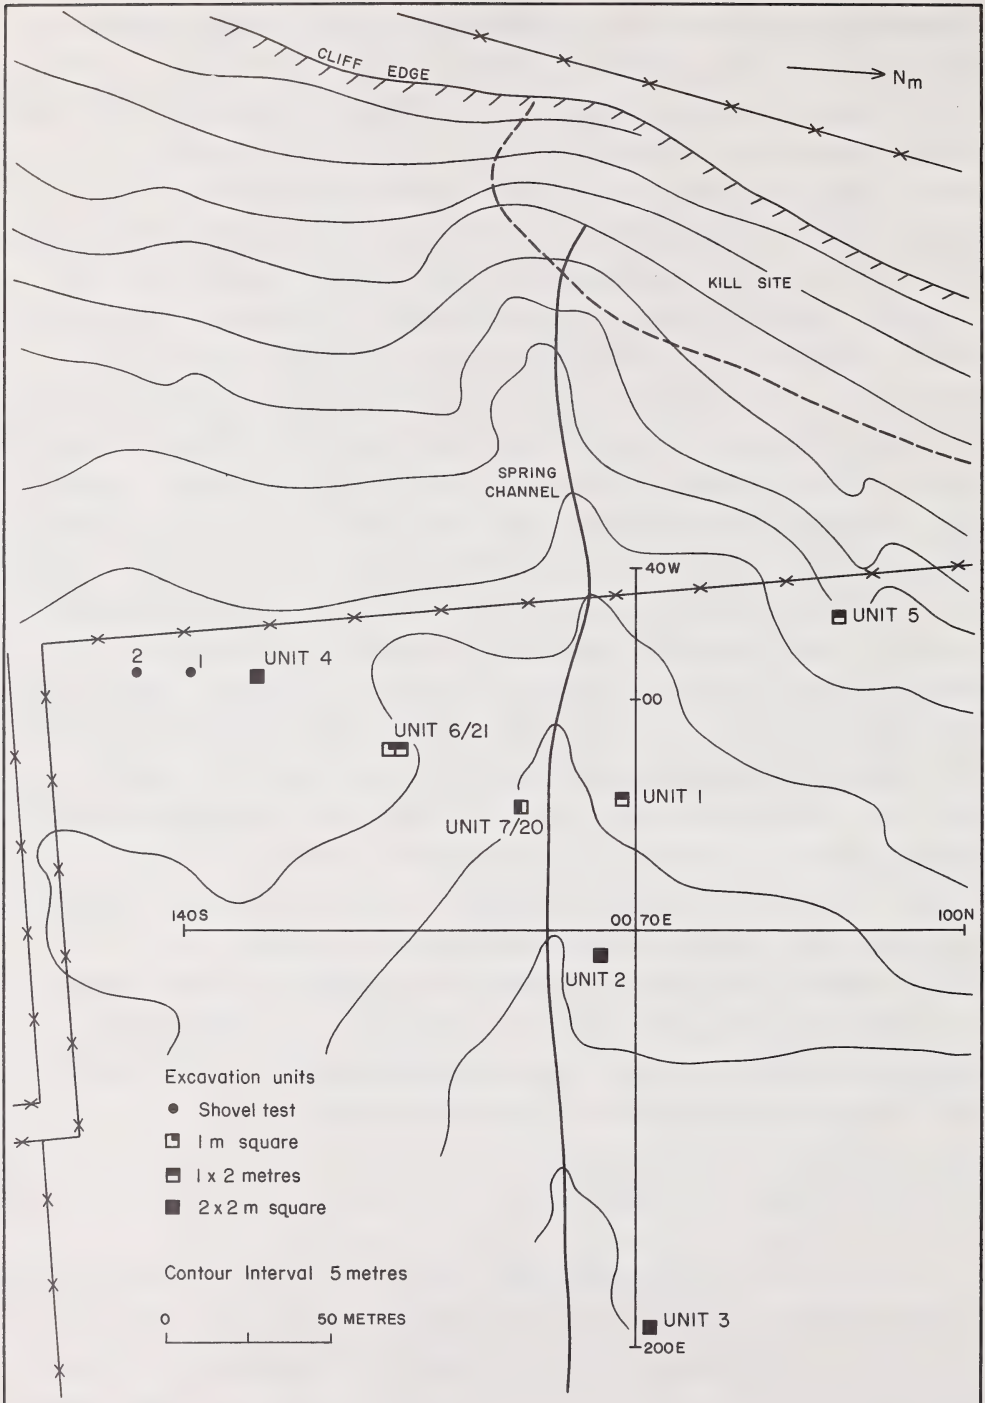 CLIFF EDGE
Nm
KILL SITE
SPRING
CHANNEL
40W
UNIT 5
2
1
UNIT 4
00
UNIT 6/21
UNIT 1
UNIT 7/20
140S
00 70E
100N
UNIT 2
Excavation units
Shovel test
1 m square
1 x 2 metres
2 x 2 m square
Contour Interval 5 metres
0
50 METRES
UNIT 3
200E